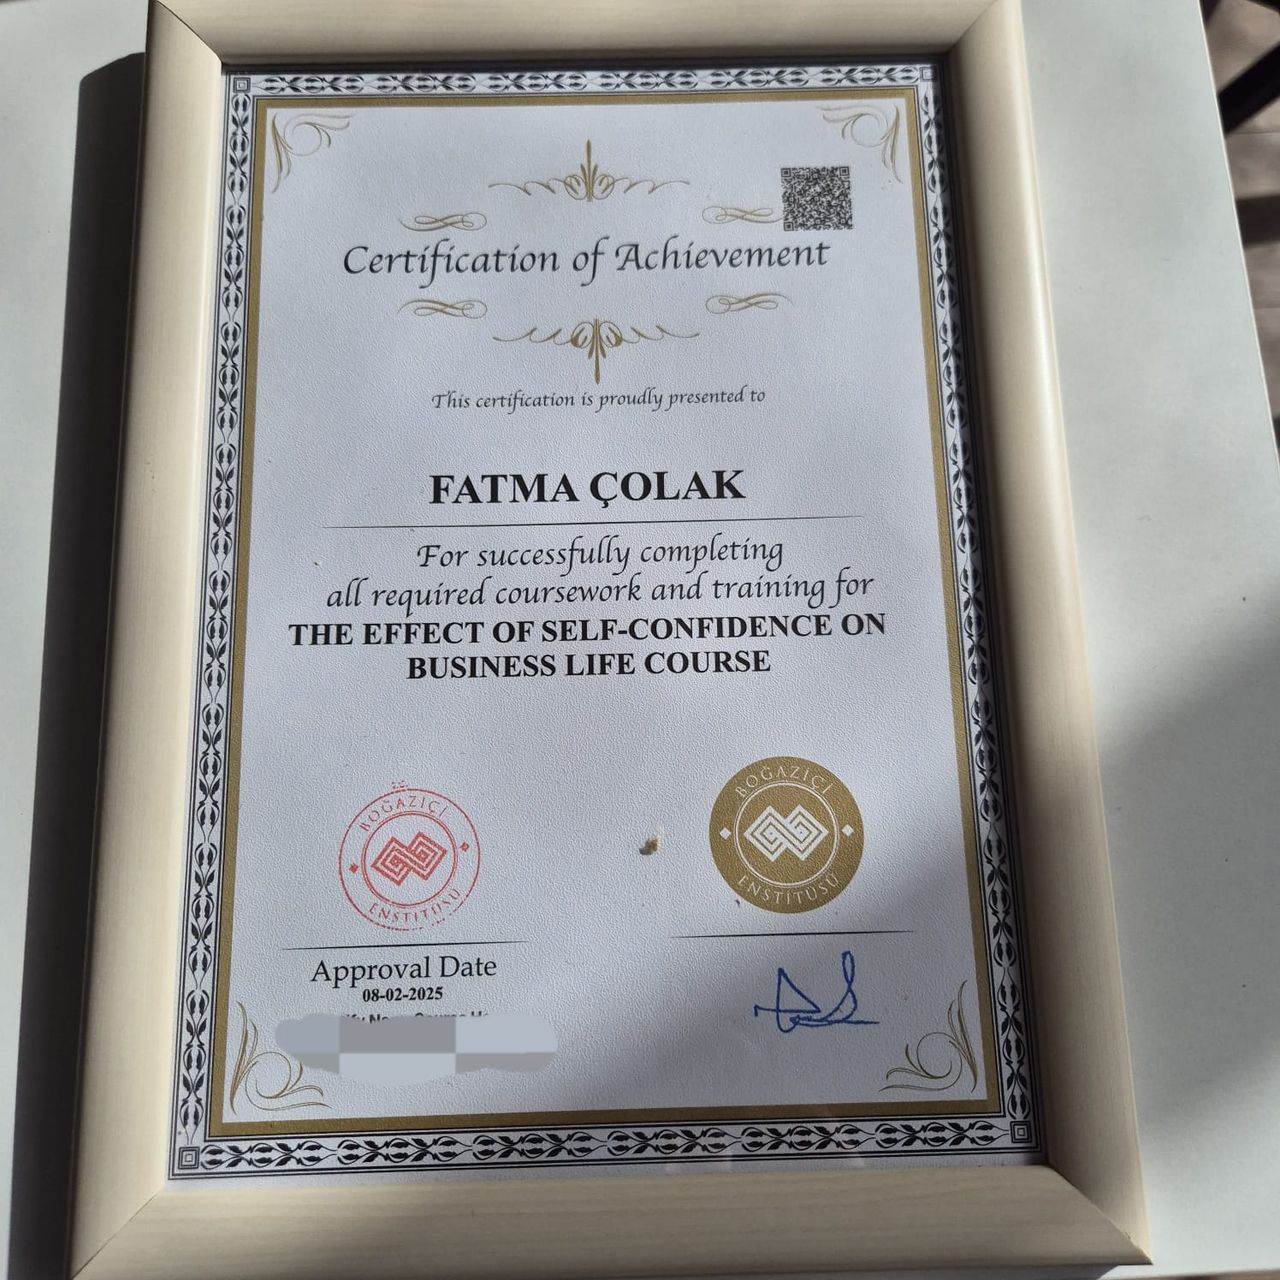 Certification of Achievement
This certification is proudly presented to
FATMA ÇOLAK
For successfully completing
all required coursework and training for
THE EFFECT OF SELF-CONFIDENCE ON
BUSINESS LIFE COURSE
BOĞAZİÇİ
ENSTİTÜSÜ
BOĞAZİÇİ
ENSTİTÜSÜ
Approval Date
08-02-2025